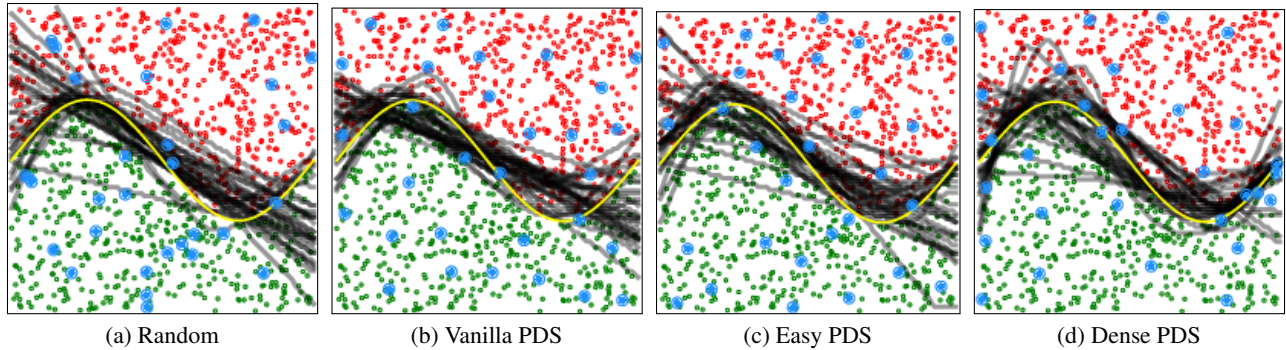 (a) Random
(b) Vanilla PDS
(c) Easy PDS
(d) Dense PDS